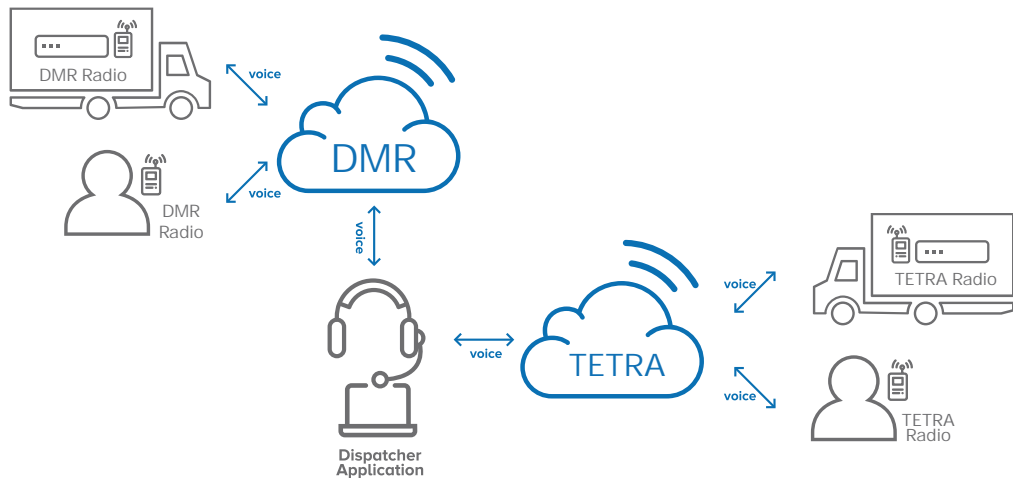 DMR Radio
voice
DMR
voice
DMR
Radio
voice
TETRA Radio
voice
TETRA
voice
voice
TETRA
Radio
Dispatcher
Application